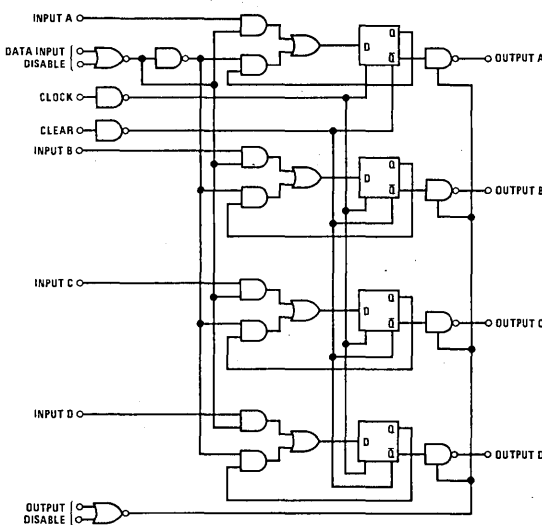 INPUT A
DATA INPUT
DISABLE
CLOCK
CLEAR
INPUT B
INPUT C
INPUT D
OUTPUT
DISABLE
D Q
Q̅
OUTPUT A
D Q
Q̅
OUTPUT B
D Q
Q̅
OUTPUT C
D Q
Q̅
OUTPUT D